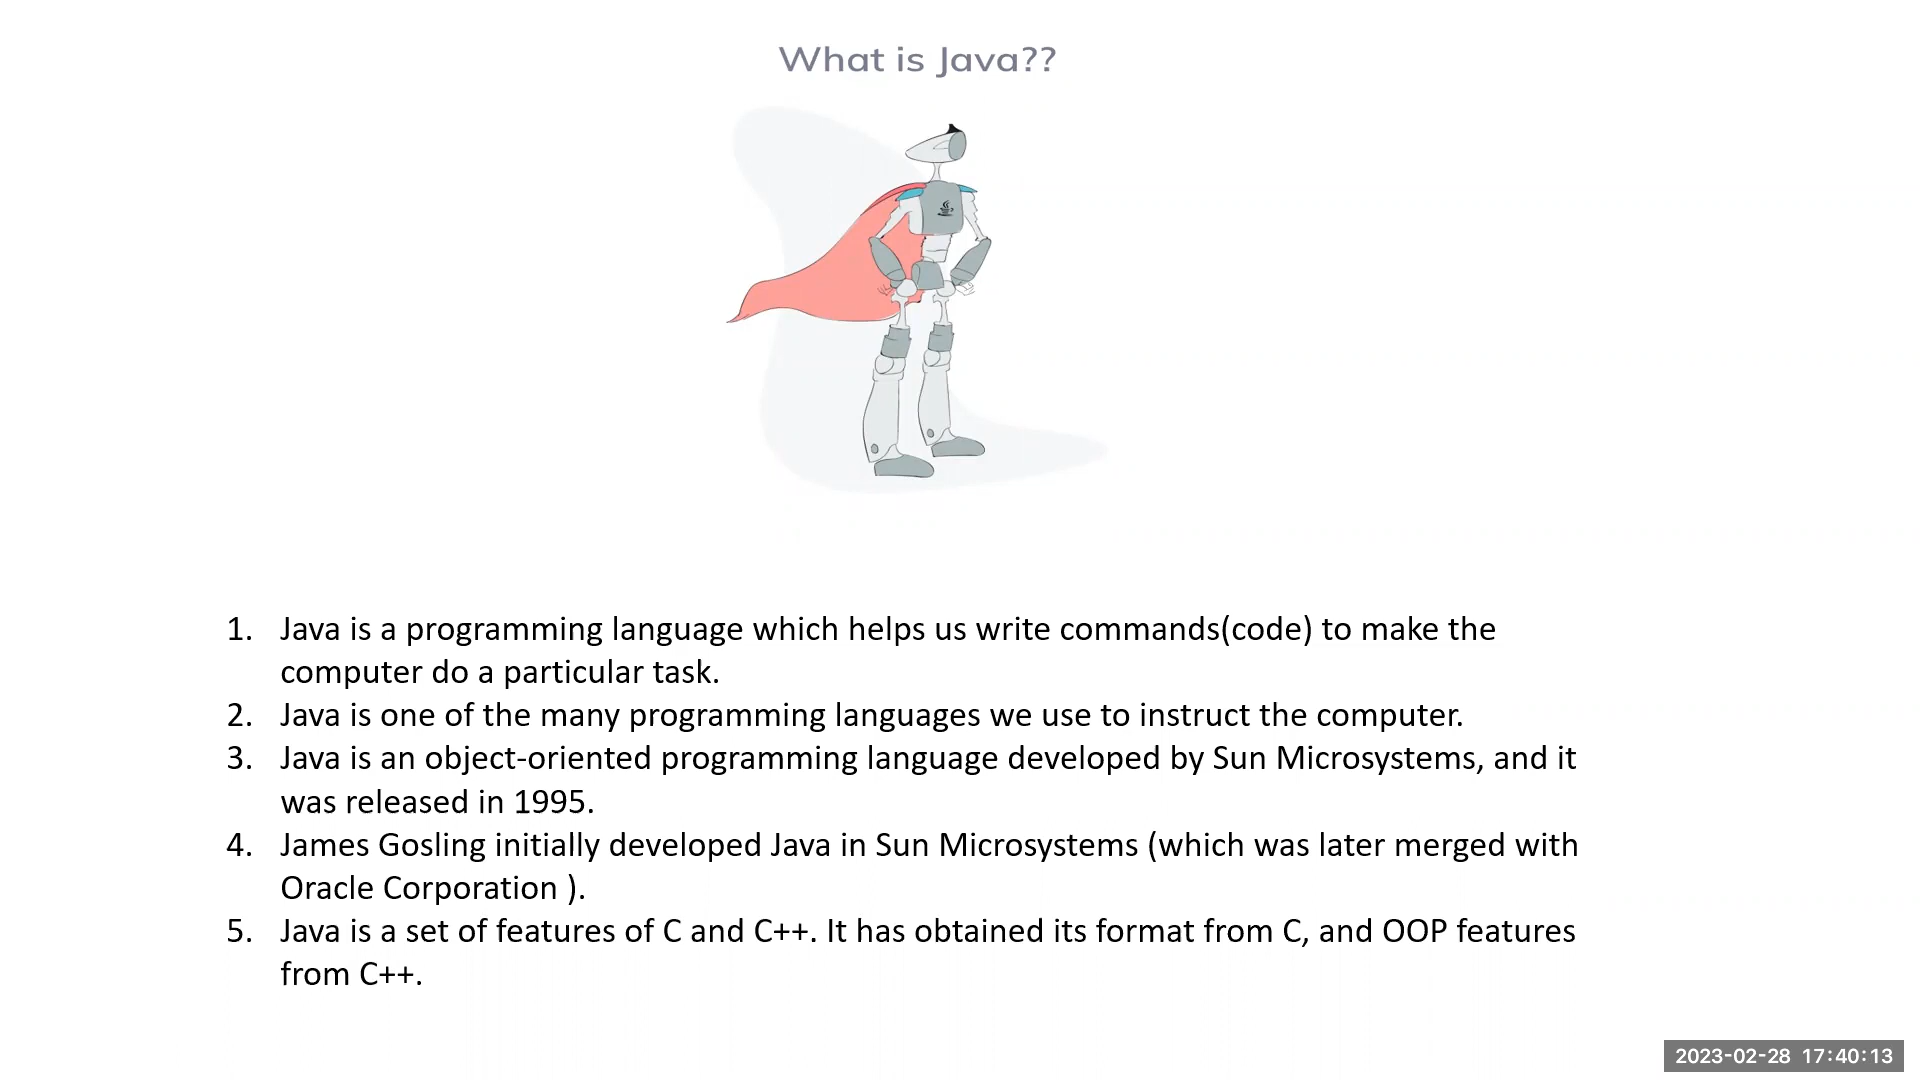 What is Java??
1. Java is a programming language which helps us write commands(code) to make the
computer do a particular task.
2. Java is one of the many programming languages we use to instruct the computer.
3. Java is an object-oriented programming language developed by Sun Microsystems, and it
was released in 1995.
4. James Gosling initially developed Java in Sun Microsystems (which was later merged with
Oracle Corporation ).
5. Java is a set of features of C and C++. It has obtained its format from C, and OOP features
from C++.
2023-02-28 17:40:13